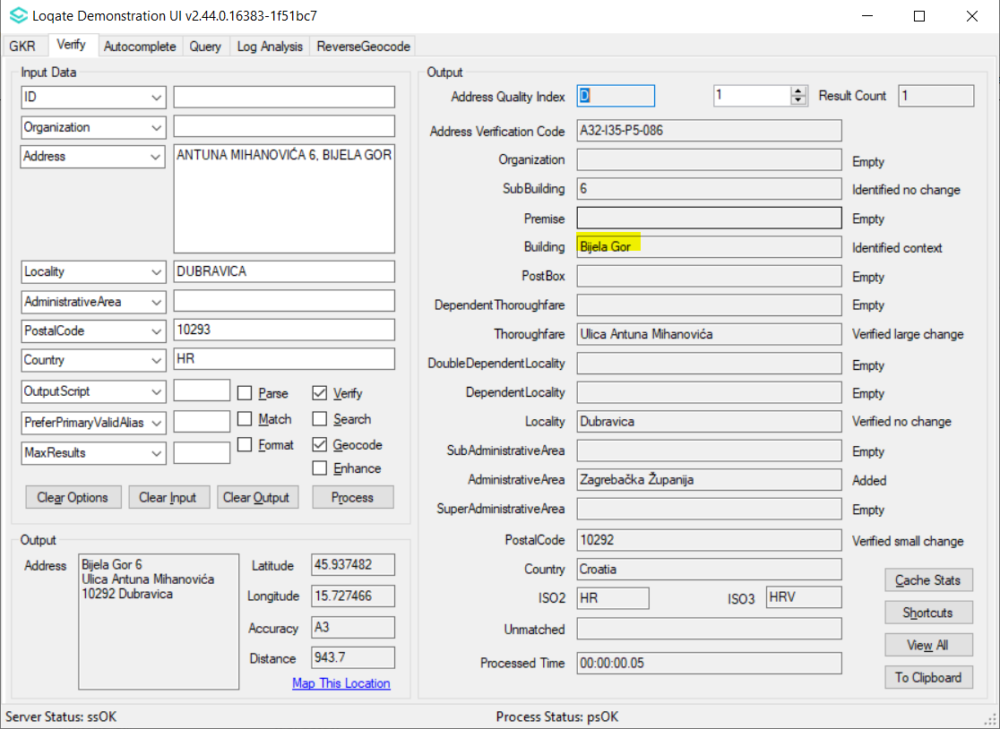 Loqate Demonstration UI v2.44.0.16383-1f51bc7
GKR Verify Autocomplete Query Log Analysis ReverseGeocode
Input Data
ID
Organization
Address ANTUNA MIHANOVIĆA 6, BIJELA GOR
Locality DUBRAVICA
AdministrativeArea
PostalCode 10293
Country HR
OutputScript Parse Verify
PreferPrimaryValidAlias Match Search
MaxResults Format Geocode
Enhance
Clear Options Clear Input Clear Output Process
Output
Address Bijela Gor 6
Ulica Antuna Mihanovića
10292 Dubravica
Latitude 45.937482
Longitude 15.727466
Accuracy A3
Distance 943.7
Map This Location
Output
Address Quality Index D 1 Result Count 1
Address Verification Code A32-I35-P5-086
Organization Empty
SubBuilding 6 Identified no change
Premise Empty
Building Bijela Gor Identified context
PostBox Empty
DependentThoroughfare Empty
Thoroughfare Ulica Antuna Mihanovića Verified large change
DoubleDependentLocality Empty
DependentLocality Empty
Locality Dubravica Verified no change
SubAdministrativeArea Empty
AdministrativeArea Zagrebačka Županija Added
SuperAdministrativeArea Empty
PostalCode 10292 Verified small change
Country Croatia
ISO2 HR ISO3 HRV
Unmatched
Processed Time 00:00:00.05
Cache Stats
Shortcuts
View All
To Clipboard
Server Status: ssOK Process Status: psOK